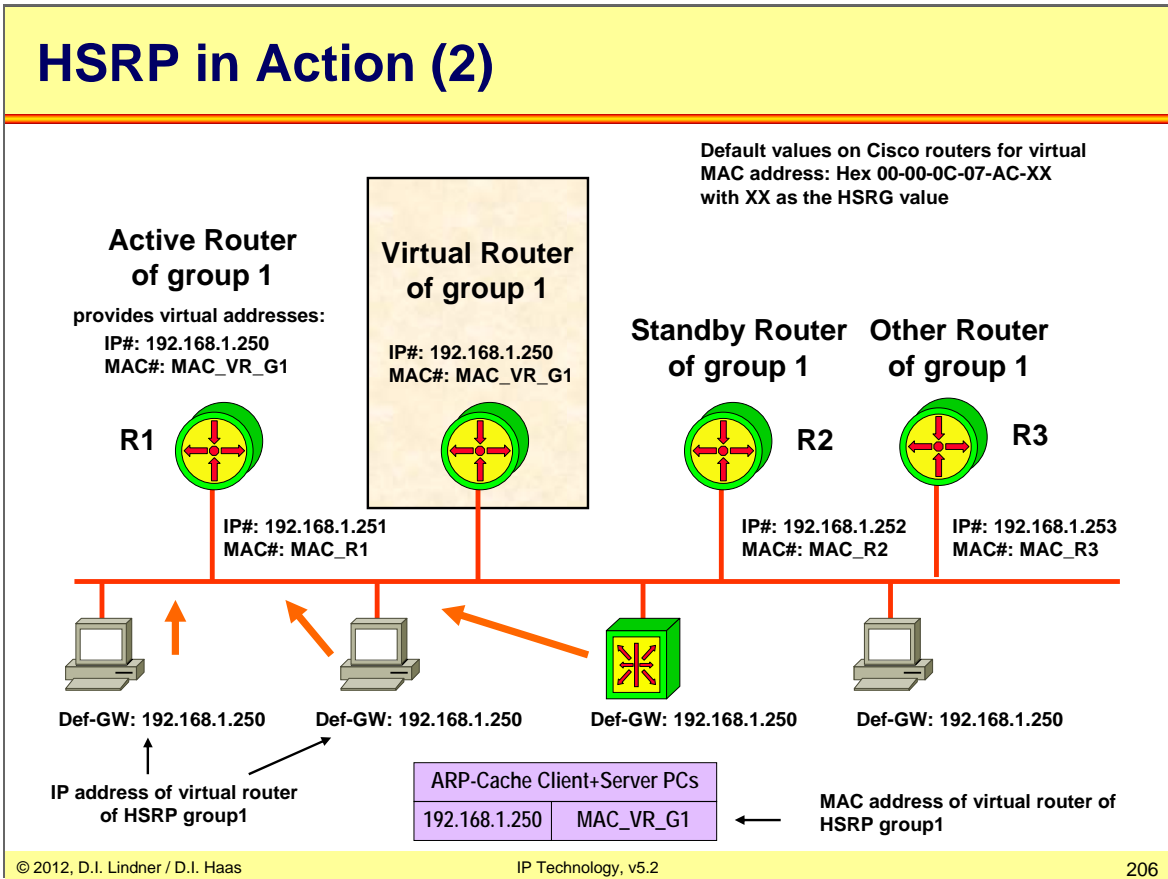 HSRP in Action (2)
Default values on Cisco routers for virtual
MAC address: Hex 00-00-0C-07-AC-XX
with XX as the HSRG value
Active Router
of group 1
provides virtual addresses:
IP#: 192.168.1.250
MAC#: MAC_VR_G1
R1
IP#: 192.168.1.251
MAC#: MAC_R1
Virtual Router
of group 1
IP#: 192.168.1.250
MAC#: MAC_VR_G1
Standby Router
of group 1
R2
IP#: 192.168.1.252
MAC#: MAC_R2
Other Router
of group 1
R3
IP#: 192.168.1.253
MAC#: MAC_R3
Def-GW: 192.168.1.250
Def-GW: 192.168.1.250
Def-GW: 192.168.1.250
Def-GW: 192.168.1.250
IP address of virtual router
of HSRP group1
ARP-Cache Client+Server PCs
192.168.1.250 MAC_VR_G1
MAC address of virtual router of
HSRP group1
© 2012, D.I. Lindner / D.I. Haas
IP Technology, v5.2
206